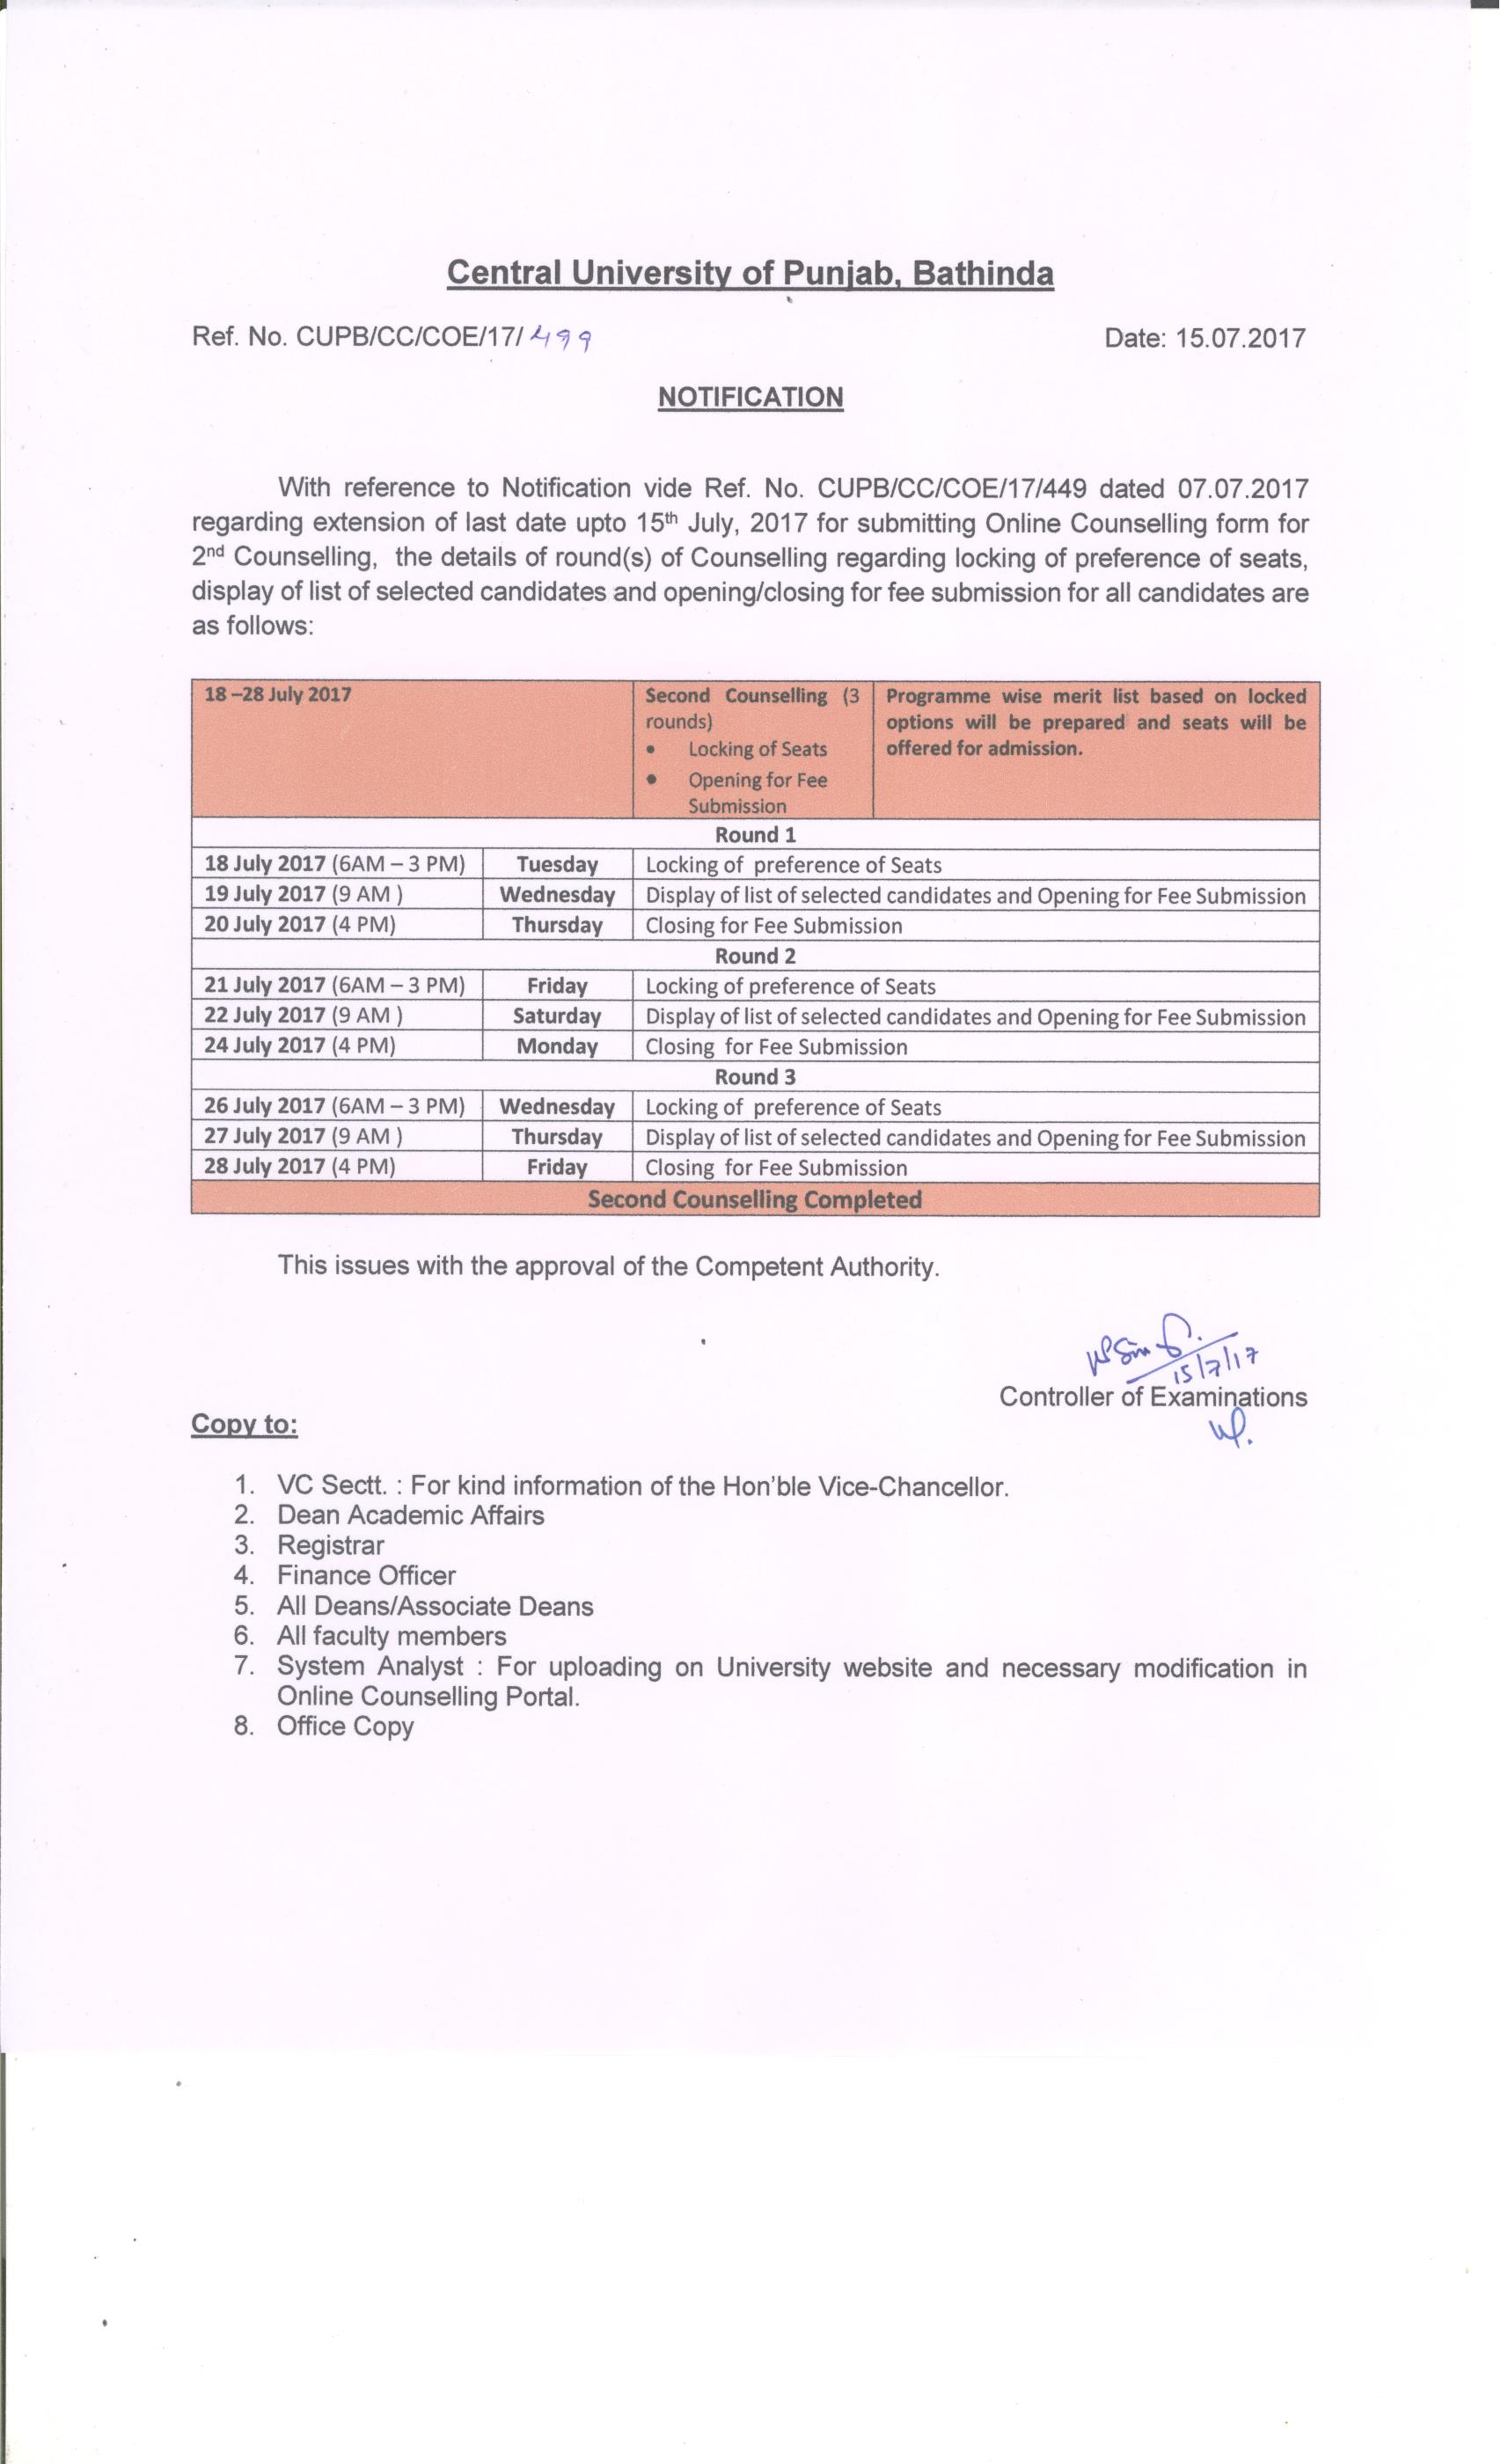 Central University of Punjab, Bathinda
Ref. No. CUPB/CC/COE/17/499 Date: 15.07.2017
NOTIFICATION
With reference to Notification vide Ref. No. CUPB/CC/COE/17/449 dated 07.07.2017
regarding extension of last date upto 15th July, 2017 for submitting Online Counselling form for
2nd Counselling, the details of round(s) of Counselling regarding locking of preference of seats,
display of list of selected candidates and opening/closing for fee submission for all candidates are
as follows:
18 –28 July 2017
Second Counselling (3
rounds)
• Locking of Seats
• Opening for Fee
Submission
Programme wise merit list based on locked
options will be prepared and seats will be
offered for admission.
Round 1
18 July 2017 (6AM – 3 PM) Tuesday Locking of preference of Seats
19 July 2017 (9 AM ) Wednesday Display of list of selected candidates and Opening for Fee Submission
20 July 2017 (4 PM) Thursday Closing for Fee Submission
Round 2
21 July 2017 (6AM – 3 PM) Friday Locking of preference of Seats
22 July 2017 (9 AM ) Saturday Display of list of selected candidates and Opening for Fee Submission
24 July 2017 (4 PM) Monday Closing for Fee Submission
Round 3
26 July 2017 (6AM – 3 PM) Wednesday Locking of preference of Seats
27 July 2017 (9 AM ) Thursday Display of list of selected candidates and Opening for Fee Submission
28 July 2017 (4 PM) Friday Closing for Fee Submission
Second Counselling Completed
This issues with the approval of the Competent Authority.
15/7/17
Controller of Examinations
Copy to:
1. VC Sectt. : For kind information of the Hon'ble Vice-Chancellor.
2. Dean Academic Affairs
3. Registrar
4. Finance Officer
5. All Deans/Associate Deans
6. All faculty members
7. System Analyst : For uploading on University website and necessary modification in
Online Counselling Portal.
8. Office Copy